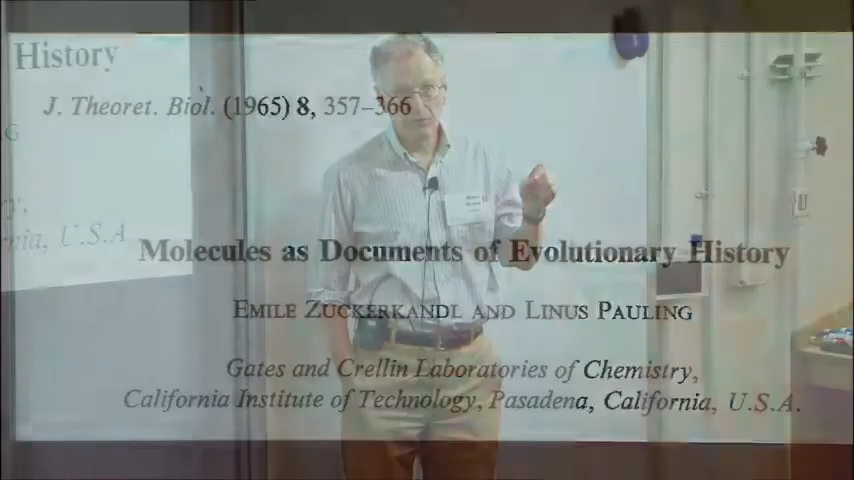 History
J. Theoret. Biol. (1965) 8, 357–366
G
y,
nia, U.S.A
Molecules as Documents of Evolutionary History
EMILE ZUCKERKANDL AND LINUS PAULING
Gates and Crellin Laboratories of Chemistry,
California Institute of Technology, Pasadena, California, U.S.A.